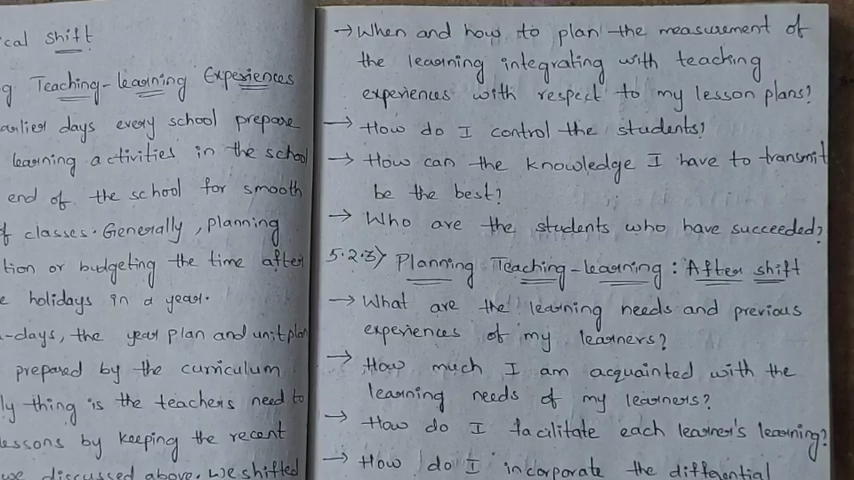 ical shift
g Teaching-learning Experiences
earlier days every school prepare
learning activities in the school
end of the school for smooth
of classes. Generally, planning
tion or budgeting the time after
e holidays in a year.
a-days, the year plan and unit plan
prepared by the curriculum
ly thing is the teachers need to
lessons by keeping the recent
we discussed above. we shifted
→ When and how to plan the measurement of
the learning integrating with teaching
experiences with respect to my lesson plans?
→ How do I control the students?
→ How can the knowledge I have to transmit
be the best?
→ Who are the students who have succeeded?
5.2.3) Planning Teaching-learning : After shift
→ What are the learning needs and previous
experiences of my learners?
→ How much I am acquainted with the
learning needs of my learners?
→ How do I facilitate each learner's learning?
→ How do I incorporate the differential